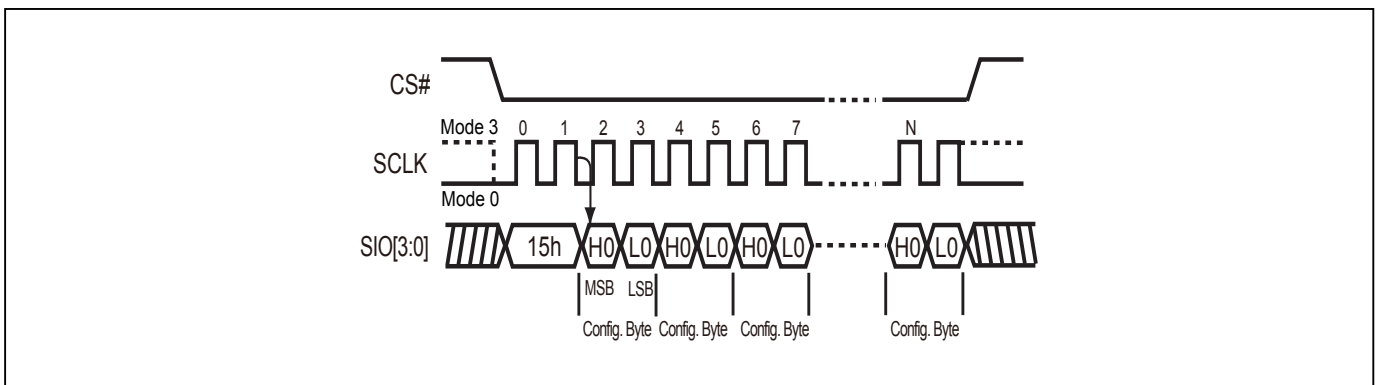 CS#
Mode 3 0 1 2 3 4 5 6 7 N
SCLK
Mode 0
SIO[3:0] 15h H0 L0 H0 L0 H0 L0 H0 L0
MSB LSB
Config. Byte Config. Byte Config. Byte Config. Byte